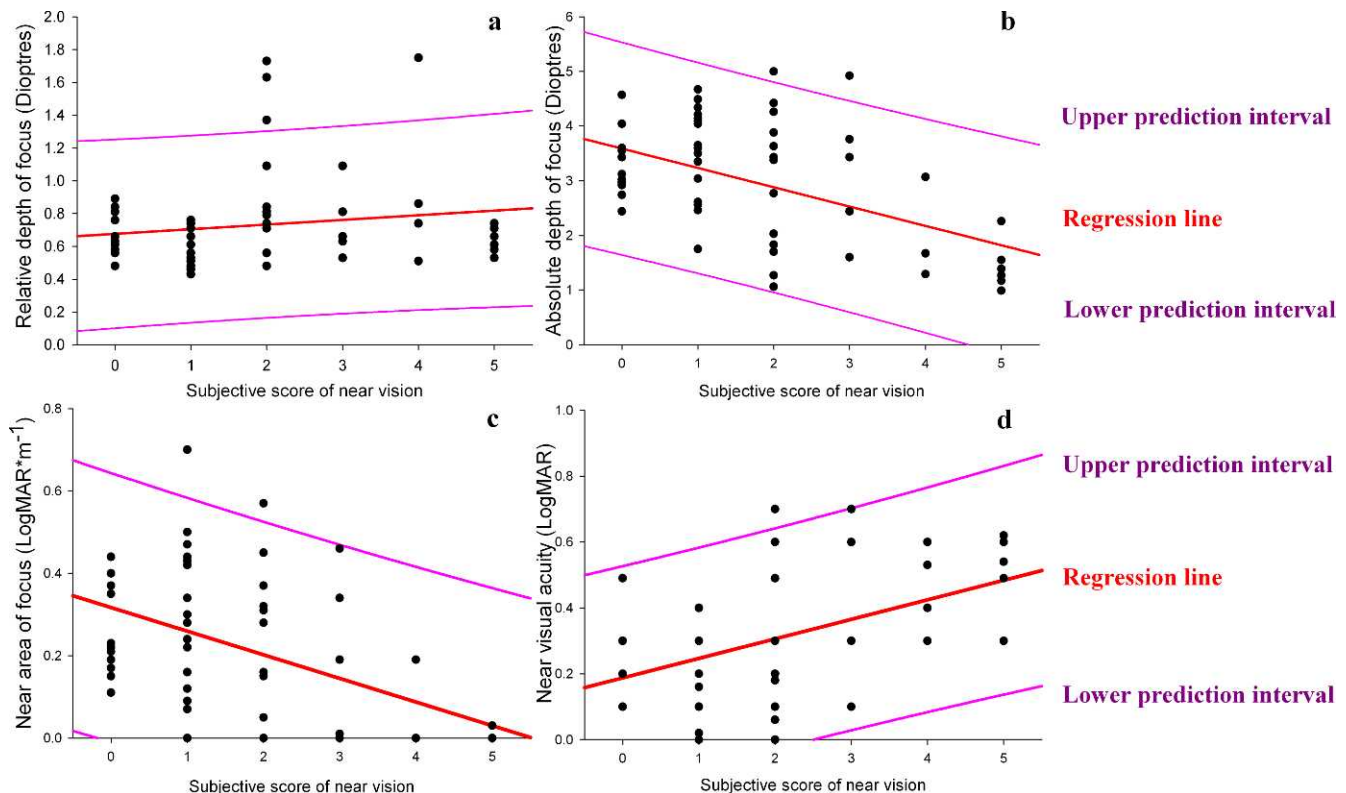 a
Relative depth of focus (Dioptres)
2.0
1.8
1.6
1.4
1.2
1.0
0.8
0.6
0.4
0.2
0.0
0 1 2 3 4 5
Subjective score of near vision
b
Absolute depth of focus (Dioptres)
6
5
4
3
2
1
0
0 1 2 3 4 5
Subjective score of near vision
Upper prediction interval
Regression line
Lower prediction interval
c
Near area of focus (LogMAR*m⁻¹)
0.8
0.6
0.4
0.2
0.0
0 1 2 3 4 5
Subjective score of near vision
d
Near visual acuity (LogMAR)
1.0
0.8
0.6
0.4
0.2
0.0
0 1 2 3 4 5
Subjective score of near vision
Upper prediction interval
Regression line
Lower prediction interval